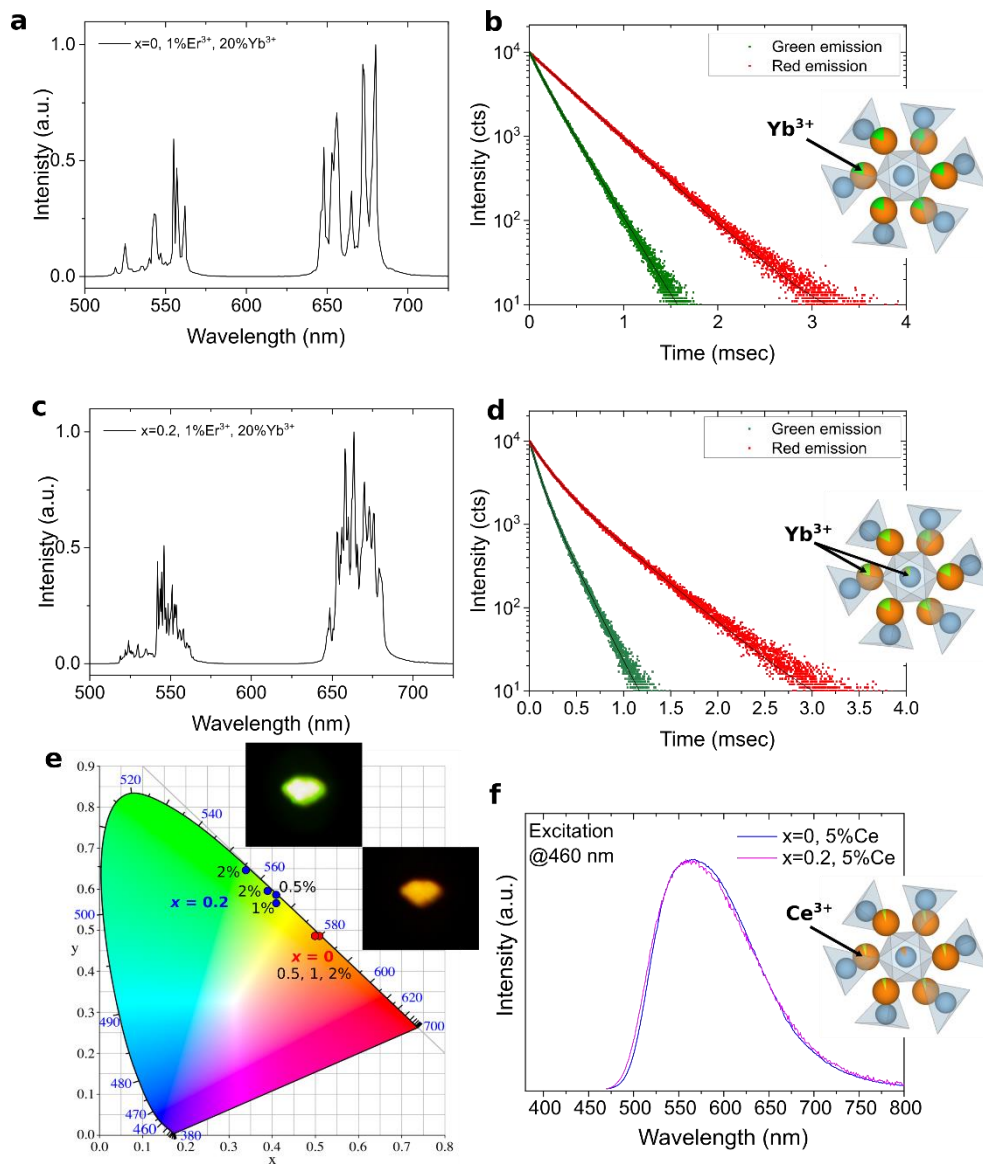 a
x=0, 1%Er³⁺, 20%Yb³⁺
1.0
0.5
0.0
Intenisty (a.u.)
500 550 600 650 700
Wavelength (nm)
b
Green emission
Red emission
10⁴
10³
10²
10¹
Intensity (cts)
0 1 2 3 4
Time (msec)
Yb³⁺
c
x=0.2, 1%Er³⁺, 20%Yb³⁺
1.0
0.5
0.0
Intenisty (a.u.)
500 550 600 650 700
Wavelength (nm)
d
Green emission
Red emission
10⁴
10³
10²
10¹
Intensity (cts)
0.0 0.5 1.0 1.5 2.0 2.5 3.0 3.5 4.0
Time (msec)
Yb³⁺
e
0.9
0.8
0.7
0.6
0.5
0.4
0.3
0.2
0.1
0.0
y
0.0 0.1 0.2 0.3 0.4 0.5 0.6 0.7 0.8
x
520
540
560
580
600
620
700
500
490
480
470
460
380
2%
2%
0.5%
1%
x = 0.2
x = 0
0.5, 1, 2%
f
Excitation
@460 nm
x=0, 5%Ce
x=0.2, 5%Ce
Ce³⁺
Intensity (a.u.)
400 450 500 550 600 650 700 750 800
Wavelength (nm)